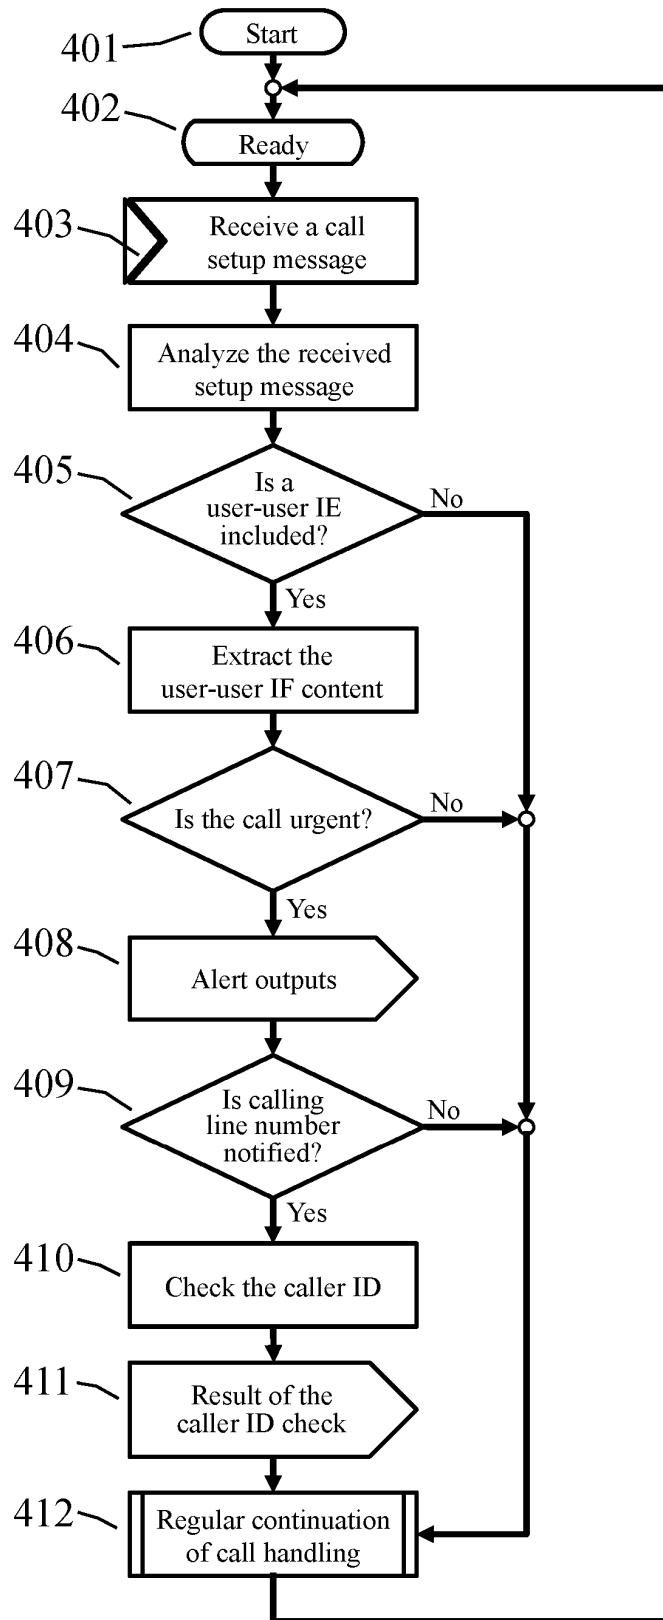 401
Start
402
Ready
403
Receive a call
setup message
404
Analyze the received
setup message
405
Is a
user-user IE
included?
No
Yes
406
Extract the
user-user IF content
407
Is the call urgent?
No
Yes
408
Alert outputs
409
Is calling
line number
notified?
No
Yes
410
Check the caller ID
411
Result of the
caller ID check
412
Regular continuation
of call handling